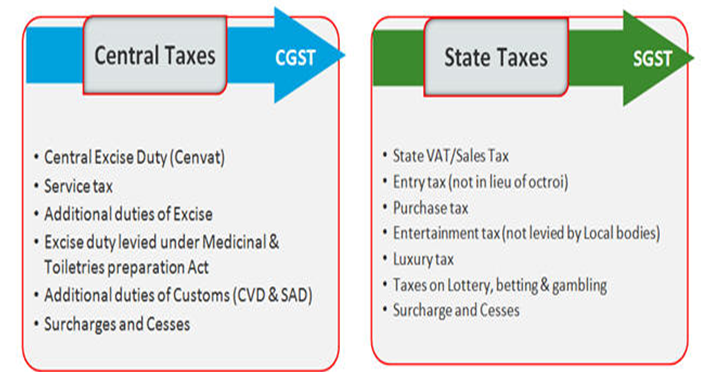 Central Taxes
CGST
• Central Excise Duty (Cenvat)
• Service tax
• Additional duties of Excise
• Excise duty levied under Medicinal &
Toiletries preparation Act
• Additional duties of Customs (CVD & SAD)
• Surcharges and Cesses
State Taxes
SGST
• State VAT/Sales Tax
• Entry tax (not in lieu of octroi)
• Purchase tax
• Entertainment tax (not levied by Local bodies)
• Luxury tax
• Taxes on Lottery, betting & gambling
• Surcharge and Cesses